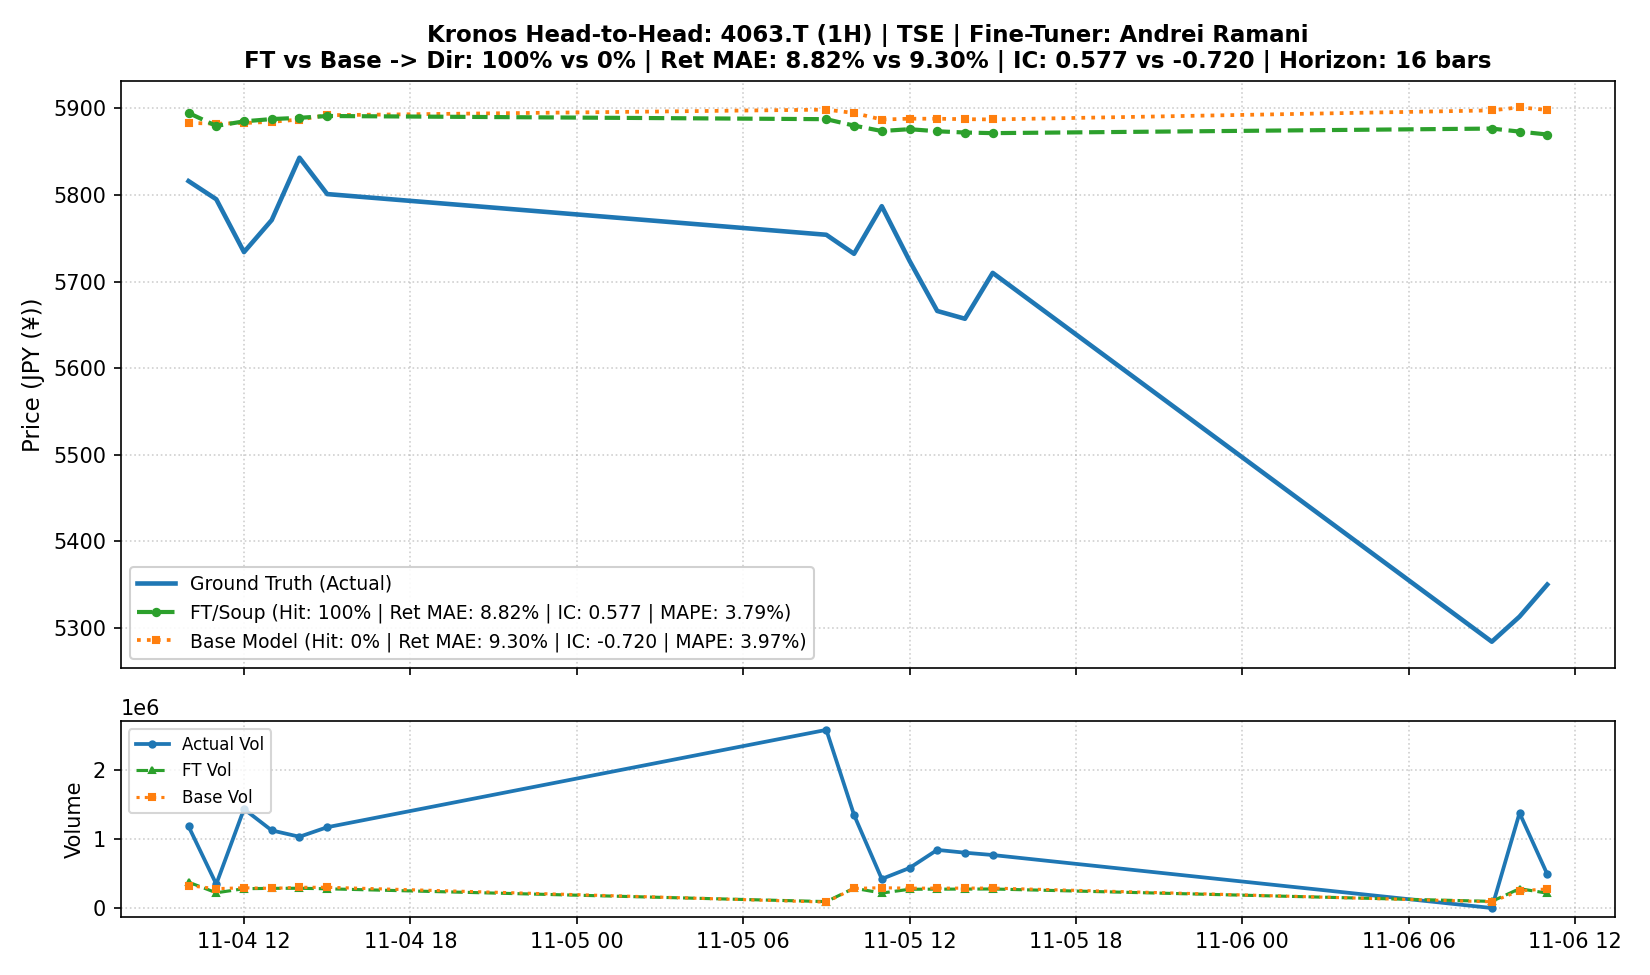 Kronos Head-to-Head: 4063.T (1H) | TSE | Fine-Tuner: Andrei Ramani
FT vs Base -> Dir: 100% vs 0% | Ret MAE: 8.82% vs 9.30% | IC: 0.577 vs -0.720 | Horizon: 16 bars
Price (JPY (¥))
5900
5800
5700
5600
5500
5400
5300
Ground Truth (Actual)
FT/Soup (Hit: 100% | Ret MAE: 8.82% | IC: 0.577 | MAPE: 3.79%)
Base Model (Hit: 0% | Ret MAE: 9.30% | IC: -0.720 | MAPE: 3.97%)
1e6
Volume
2
1
0
Actual Vol
FT Vol
Base Vol
11-04 12
11-04 18
11-05 00
11-05 06
11-05 12
11-05 18
11-06 00
11-06 06
11-06 12